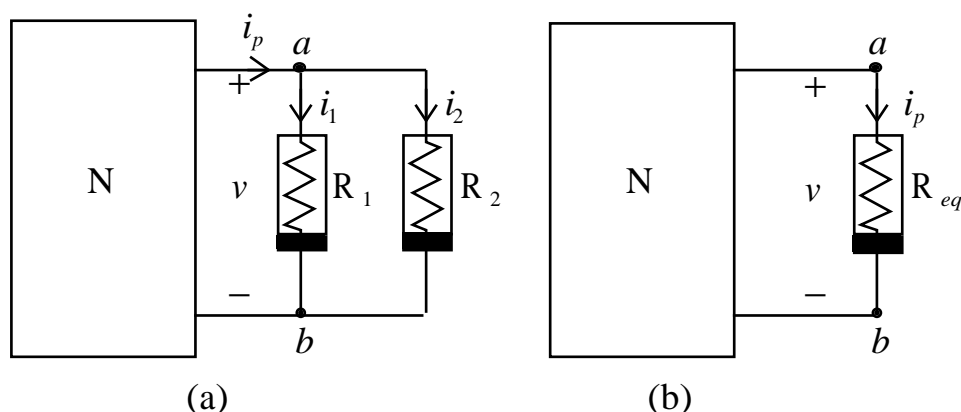 i_p a a
+ i_1 i_2 + i_p
N v R_1 R_2 N v R_eq
− −
b b
(a) (b)